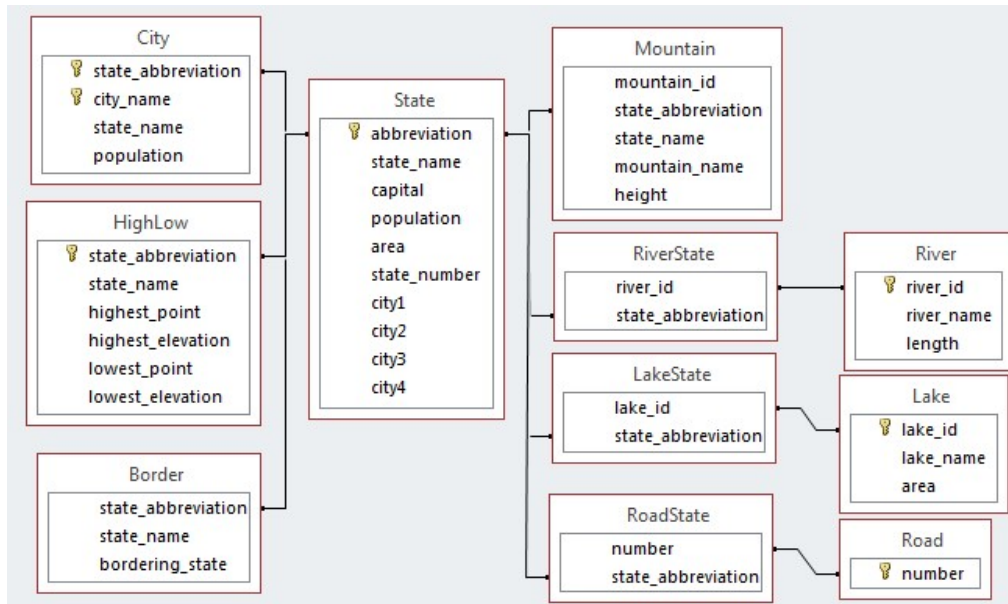 City
state_abbreviation
city_name
state_name
population
HighLow
state_abbreviation
state_name
highest_point
highest_elevation
lowest_point
lowest_elevation
Border
state_abbreviation
state_name
bordering_state
State
abbreviation
state_name
capital
population
area
state_number
city1
city2
city3
city4
Mountain
mountain_id
state_abbreviation
state_name
mountain_name
height
RiverState
river_id
state_abbreviation
River
river_id
river_name
length
LakeState
lake_id
state_abbreviation
Lake
lake_id
lake_name
area
RoadState
number
state_abbreviation
Road
number